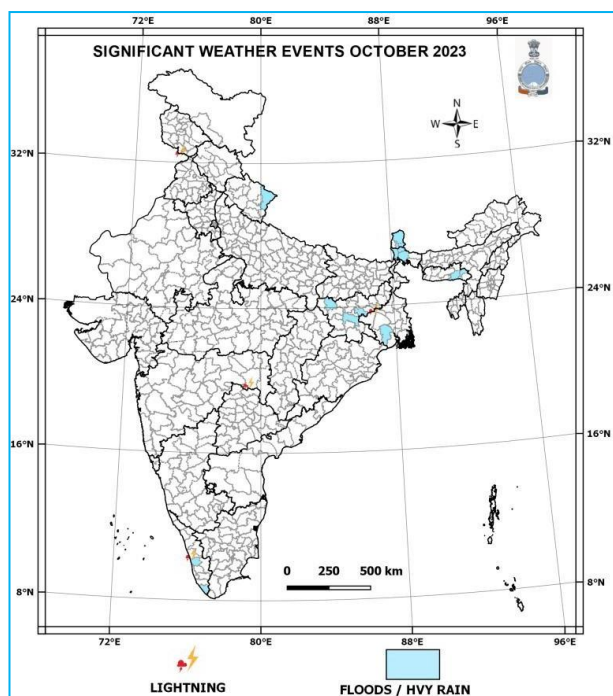 SIGNIFICANT WEATHER EVENTS OCTOBER 2023
80°E
88°E
96°E
N
W E
S
32°N
32°N
24°N
24°N
16°N
16°N
0 250 500 km
8°N
8°N
72°E
80°E
88°E
96°E
LIGHTNING
FLOODS / HVY RAIN